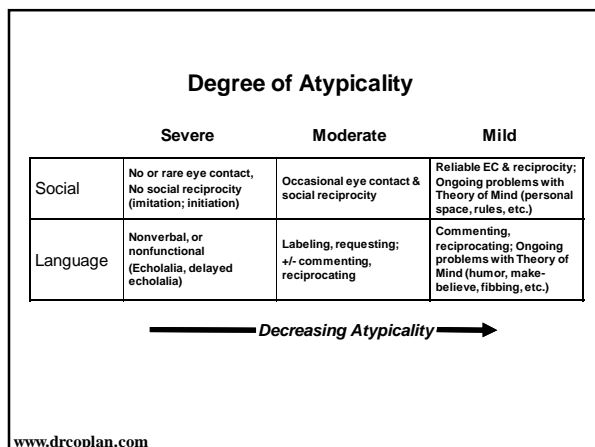 Degree of Atypicality
Severe Moderate Mild
Social
No or rare eye contact,
No social reciprocity
(imitation; initiation)
Occasional eye contact &
social reciprocity
Reliable EC & reciprocity;
Ongoing problems with
Theory of Mind (personal
space, rules, etc.)
Language
Nonverbal, or
nonfunctional
(Echolalia, delayed
echolalia)
Labeling, requesting;
+/- commenting,
reciprocating
Commenting,
reciprocating; Ongoing
problems with Theory of
Mind (humor, make-
believe, fibbing, etc.)
Decreasing Atypicality
www.drcoplan.com